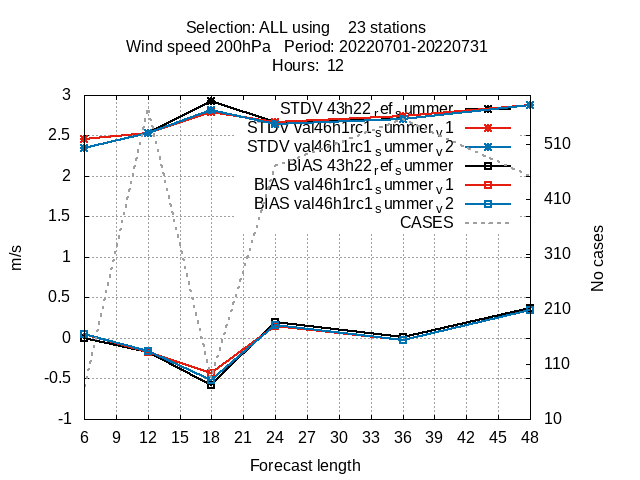 Selection: ALL using 23 stations
Wind speed 200hPa Period: 20220701-20220731
Hours: 12
STDV 43h22_ref_summer
STDV val46h1rc1_summer_v1
STDV val46h1rc1_summer_v2
BIAS 43h22_ref_summer
BIAS val46h1rc1_summer_v1
BIAS val46h1rc1_summer_v2
CASES
3
2.5
2
1.5
1
0.5
0
-0.5
-1
m/s
510
410
310
210
110
10
No cases
6 9 12 15 18 21 24 27 30 33 36 39 42 45 48
Forecast length